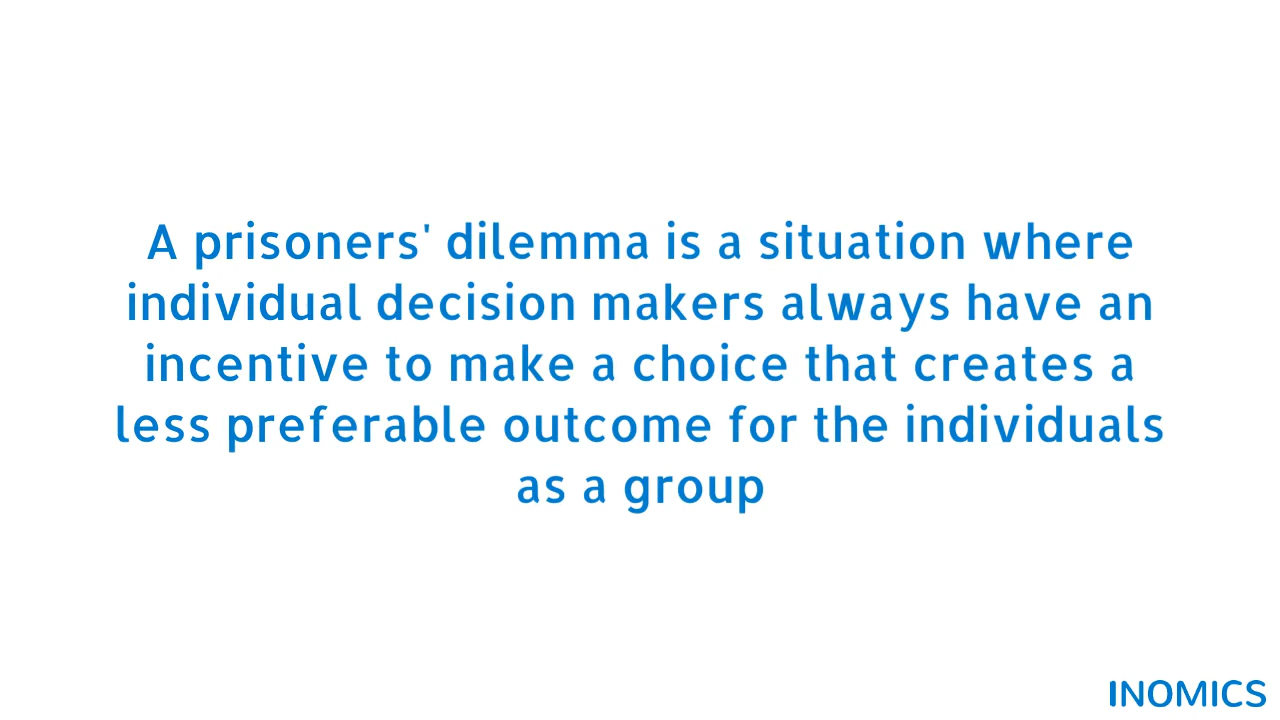 A prisoners' dilemma is a situation where
individual decision makers always have an
incentive to make a choice that creates a
less preferable outcome for the individuals
as a group
INOMICS